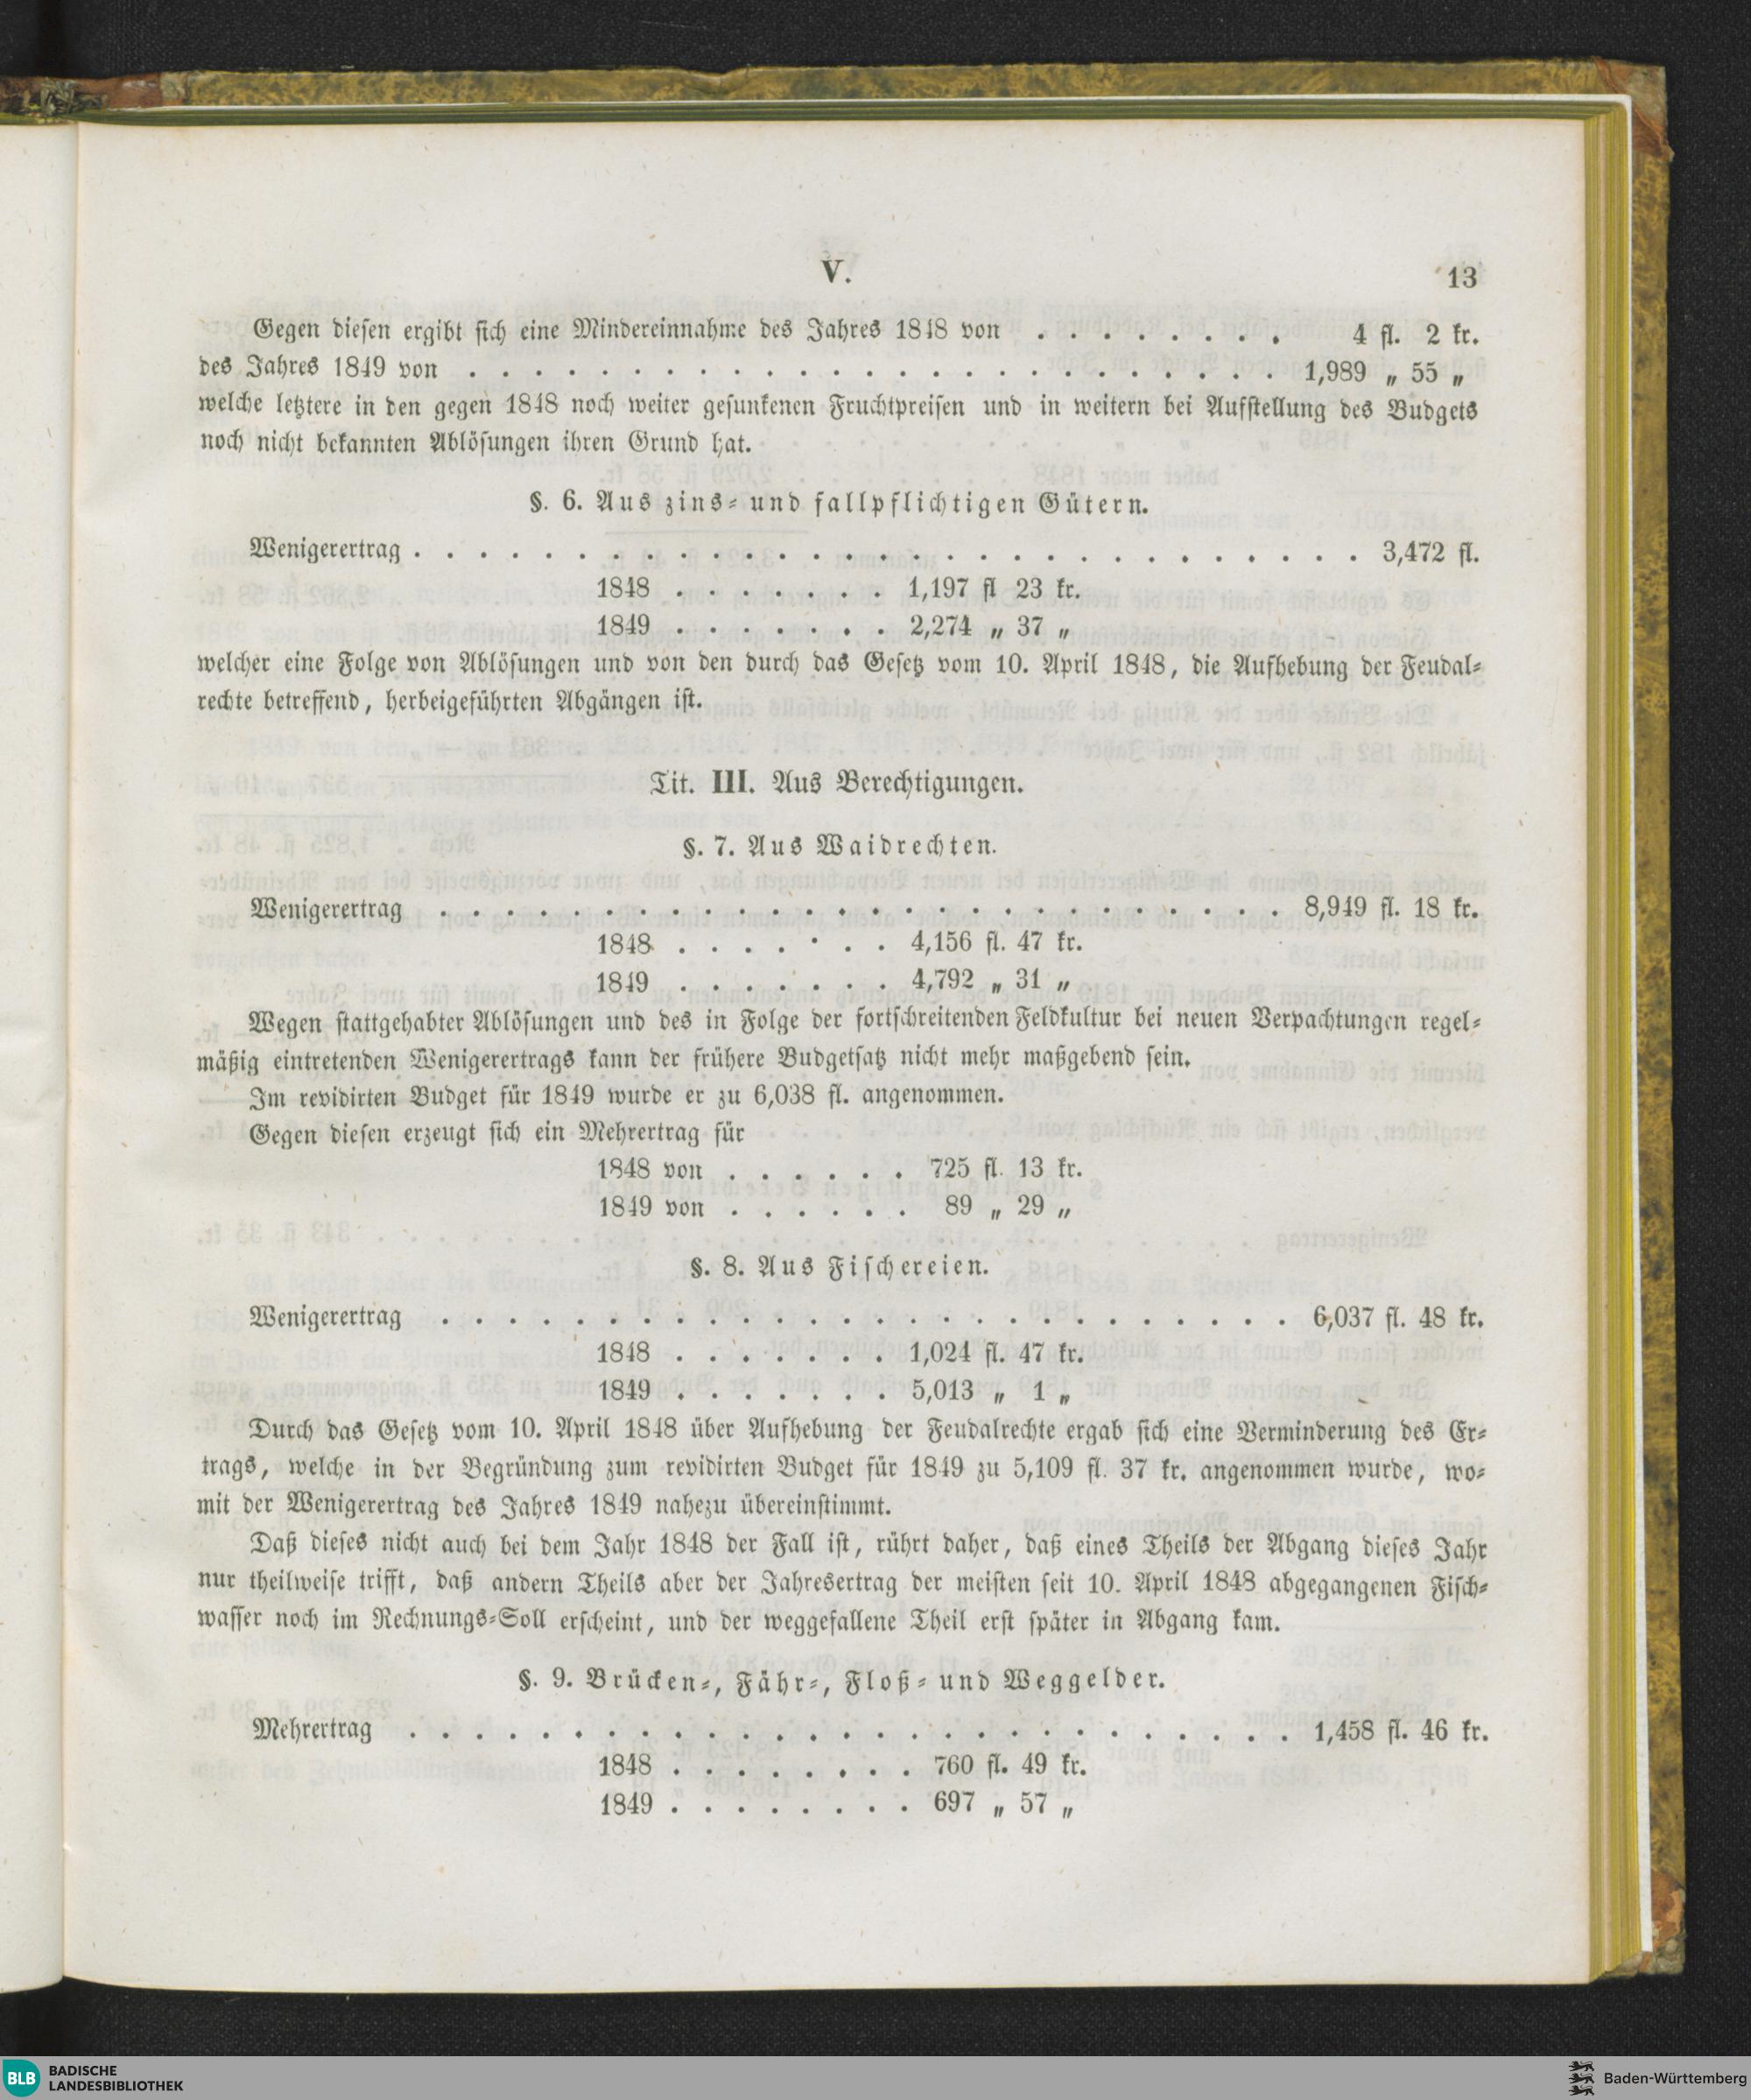 V.
13
Gegen diesen ergibt sich eine Mindereinnahme des Jahres 1848 von . . . . . . . . 4 fl. 2 kr.
des Jahres 1849 von . . . . . . . . . . . . . . . . . . . . . . . . . 1,989 „ 55 „
welche letztere in den gegen 1848 noch weiter gesunkenen Fruchtpreisen und in weitern bei Aufstellung des Budgets
noch nicht bekannten Ablösungen ihren Grund hat.
§. 6. Aus zins- und fallpflichtigen Gütern.
Wenigerertrag . . . . . . . . . . . . . . . . . . . . . . . . . . . . . 3,472 fl.
1848 . . . . . . . 1,197 fl 23 kr.
1849 . . . . . . . 2,274 „ 37 „
welcher eine Folge von Ablösungen und von den durch das Gesetz vom 10. April 1848, die Aufhebung der Feudal-
rechte betreffend, herbeigeführten Abgängen ist.
Tit. III. Aus Berechtigungen.
§. 7. Aus Waidrechten.
Wenigerertrag . . . . . . . . . . . . . . . . . . . . . . . . . . 8,949 fl. 18 kr.
1848 . . . . . . . 4,156 fl. 47 kr.
1849 . . . . . . . 4,792 „ 31 „
Wegen stattgehabter Ablösungen und des in Folge der fortschreitenden Feldkultur bei neuen Verpachtungen regel-
mäßig eintretenden Wenigerertrags kann der frühere Budgetsatz nicht mehr maßgebend sein.
Im revidirten Budget für 1849 wurde er zu 6,038 fl. angenommen.
Gegen diesen erzeugt sich ein Mehrertrag für
1848 von . . . . . . 725 fl. 13 kr.
1849 von . . . . . . 89 „ 29 „
§. 8. Aus Fischereien.
Wenigerertrag . . . . . . . . . . . . . . . . . . . . . . . . . . 6,037 fl. 48 kr.
1848 . . . . . . . 1,024 fl. 47 kr.
1849 . . . . . . . 5,013 „ 1 „
Durch das Gesetz vom 10. April 1848 über Aufhebung der Feudalrechte ergab sich eine Verminderung des Er-
trags, welche in der Begründung zum revidirten Budget für 1849 zu 5,109 fl. 37 kr. angenommen wurde, wo-
mit der Wenigerertrag des Jahres 1849 nahezu übereinstimmt.
Daß dieses nicht auch bei dem Jahr 1848 der Fall ist, rührt daher, daß eines Theils der Abgang dieses Jahr
nur theilweise trifft, daß andern Theils aber der Jahresertrag der meisten seit 10. April 1848 abgegangenen Fisch-
wasser noch im Rechnungs-Soll erscheint, und der weggefallene Theil erst später in Abgang kam.
§. 9. Brücken-, Fähr-, Floß- und Weggelder.
Mehrertrag . . . . . . . . . . . . . . . . . . . . . . . . . . . 1,458 fl. 46 kr.
1848 . . . . . . . . 760 fl. 49 kr.
1849 . . . . . . . . 697 „ 57 „
BLB BADISCHE
LANDESBIBLIOTHEK
Baden-Württemberg